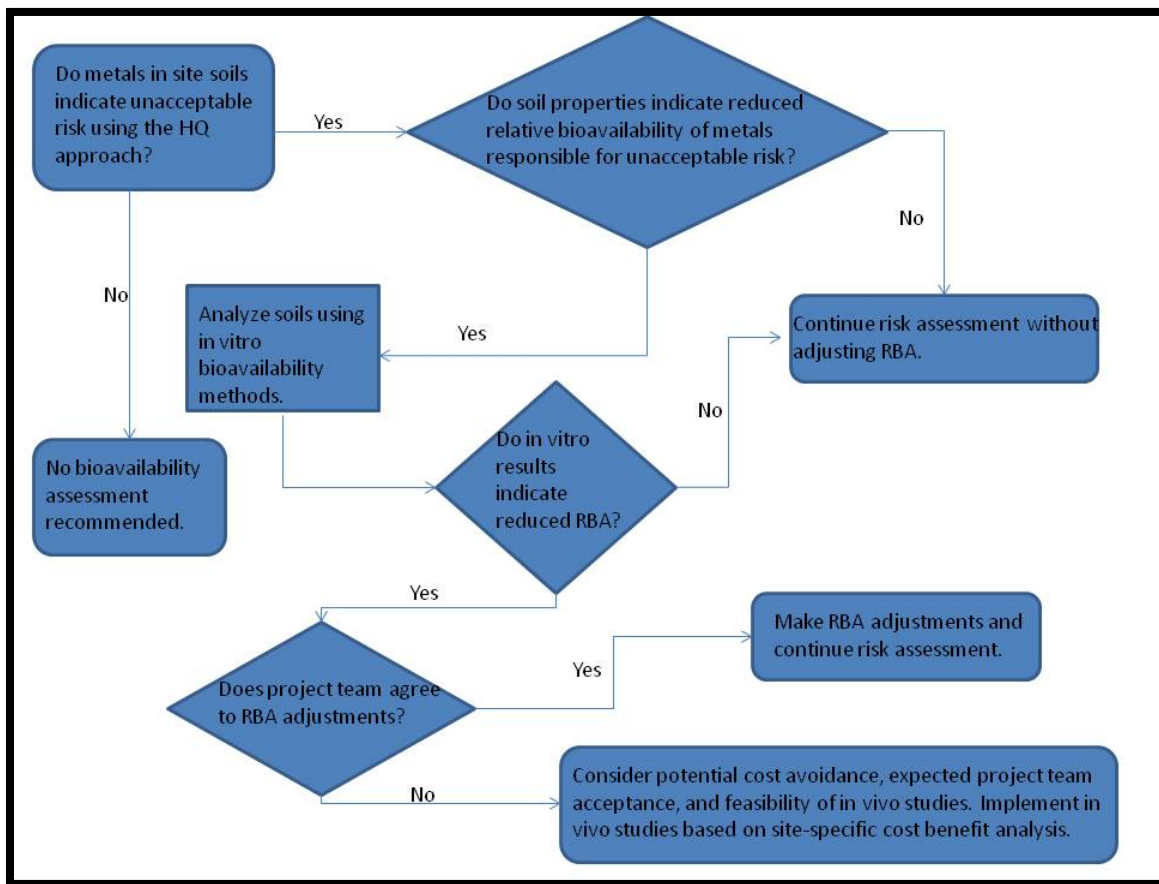 Do metals in site soils
indicate unacceptable
risk using the HQ
approach?
Yes
Do soil properties indicate reduced
relative bioavailability of metals
responsible for unacceptable risk?
No
No
Analyze soils using
in vitro
bioavailability
methods.
Yes
Continue risk assessment without
adjusting RBA.
No
Do in vitro
results
indicate
reduced RBA?
No bioavailability
assessment
recommended.
Yes
Make RBA adjustments and
continue risk assessment.
Yes
Does project team agree
to RBA adjustments?
No
Consider potential cost avoidance, expected project team
acceptance, and feasibility of in vivo studies. Implement in
vivo studies based on site-specific cost benefit analysis.